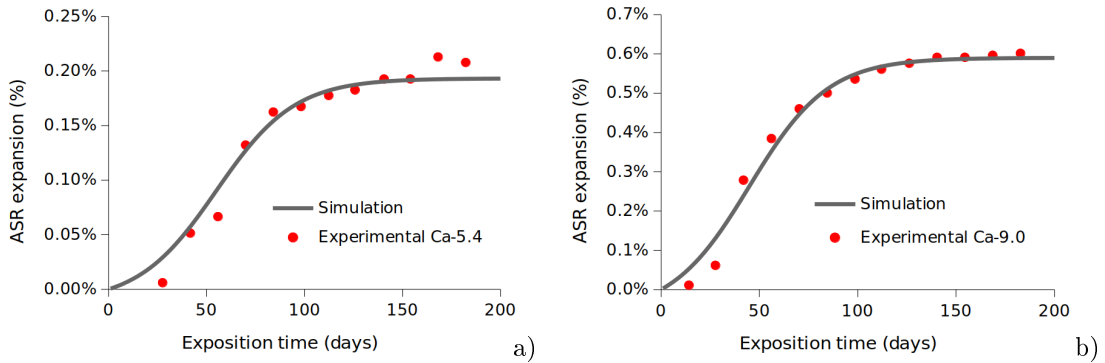 0.25%
0.20%
0.15%
0.10%
0.05%
0.00%
ASR expansion (%)
Simulation
Experimental Ca-5.4
0 50 100 150 200
Exposition time (days)
a)
0.7%
0.6%
0.5%
0.4%
0.3%
0.2%
0.1%
0.0%
ASR expansion (%)
Simulation
Experimental Ca-9.0
0 50 100 150 200
Exposition time (days)
b)